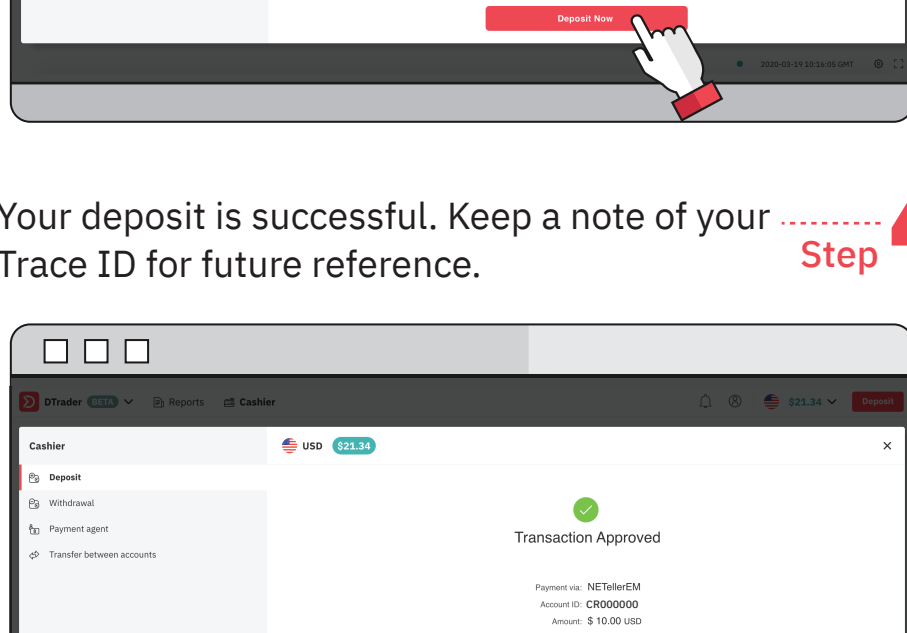 Deposit Now
2020-03-19 10:16:05 GMT
Your deposit is successful. Keep a note of your
Trace ID for future reference.
Step
DTrader BETA Reports Cashier $21.34 Deposit
Cashier USD $21.34
Deposit
Withdrawal
Payment agent
Transfer between accounts
Transaction Approved
Payment via: NETellerEM
Account ID: CR000000
Amount: $ 10.00 USD